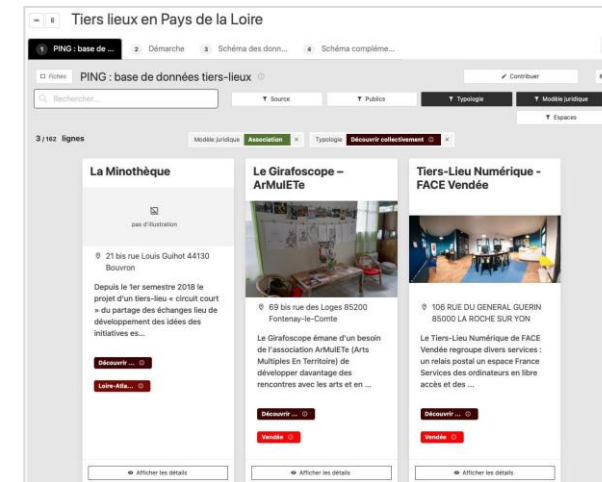 Tiers lieux en Pays de la Loire
1 PING : base de ...
2 Démarche
3 Schéma des donn...
4 Schéma compléme...
Fiches
PING : base de données tiers-lieux
Contribuer
Rechercher...
Source
Publics
Typologie
Modèle juridique
Espaces
3 / 162 lignes
Modèle juridique Association ×
Typologie Découvrir collectivement ×
La Minothèque
pas d'illustration
21 bis rue Louis Guihot 44130
Bouvron
Depuis le 1er semestre 2018 le
projet d'un tiers-lieu « circuit court
» du partage des échanges lieu de
développement des idées des
initiatives es...
Découvrir ...
Loire-Atla...
Afficher les détails
Le Girafoscope –
ArMulETe
69 bis rue des Loges 85200
Fontenay-le-Comte
Le Girafoscope émane d'un besoin
de l'association ArMulETe (Arts
Multiples En Territoire) de
développer davantage des
rencontres avec les arts et en ...
Découvrir ...
Vendée
Afficher les détails
Tiers-Lieu Numérique -
FACE Vendée
106 RUE DU GENERAL GUERIN
85000 LA ROCHE SUR YON
Le Tiers-Lieu Numérique de FACE
Vendée regroupe divers services :
un relais postal un espace France
Services des ordinateurs en libre
accès et des ...
Découvrir ...
Vendée
Afficher les détails